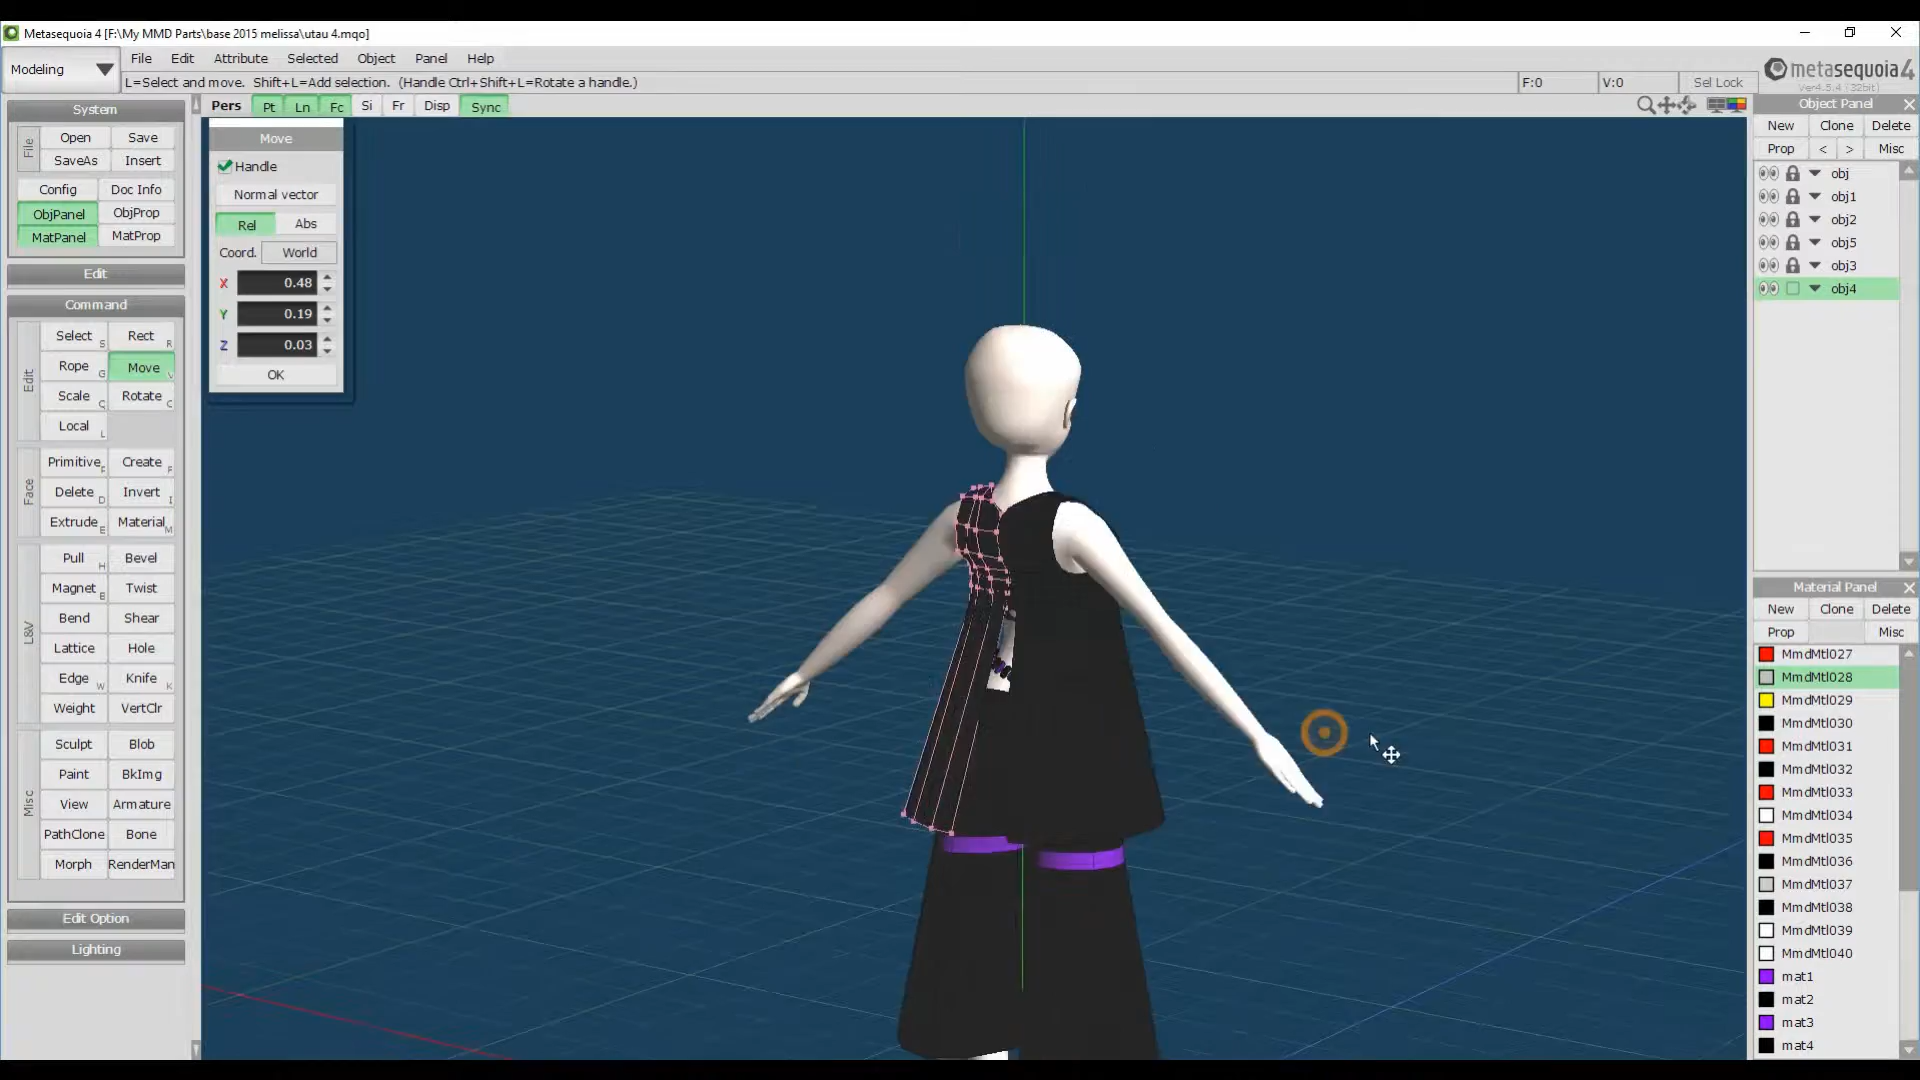 Metasequoia 4 [F:\My MMD Parts\base 2015 melissa\utau 4.mqo]
Modeling
File Edit Attribute Selected Object Panel Help
L=Select and move. Shift+L=Add selection. (Handle Ctrl+Shift+L=Rotate a handle.)
F:0 V:0 Sel Lock
metasequoia 4
Ver4.5.4 (32bit)
System
File
Open Save
SaveAs Insert
Config Doc Info
ObjPanel ObjProp
MatPanel MatProp
Edit
Command
Edit
Select S Rect R
Rope G Move V
Scale Q Rotate C
Local L
Face
Primitive P Create F
Delete D Invert I
Extrude E Material M
L&V
Pull H Bevel
Magnet B Twist
Bend Shear
Lattice Hole
Edge W Knife K
Weight VertClr
Misc
Sculpt Blob
Paint BkImg
View Armature
PathClone Bone
Morph RenderMan
Edit Option
Lighting
Pers Pt Ln Fc Si Fr Disp Sync
Move
Handle
Normal vector
Rel Abs
Coord. World
X 0.48
Y 0.19
Z 0.03
OK
Object Panel
New Clone Delete
Prop < > Misc
obj
obj1
obj2
obj5
obj3
obj4
Material Panel
New Clone Delete
Prop Misc
MmdMtl027
MmdMtl028
MmdMtl029
MmdMtl030
MmdMtl031
MmdMtl032
MmdMtl033
MmdMtl034
MmdMtl035
MmdMtl036
MmdMtl037
MmdMtl038
MmdMtl039
MmdMtl040
mat1
mat2
mat3
mat4